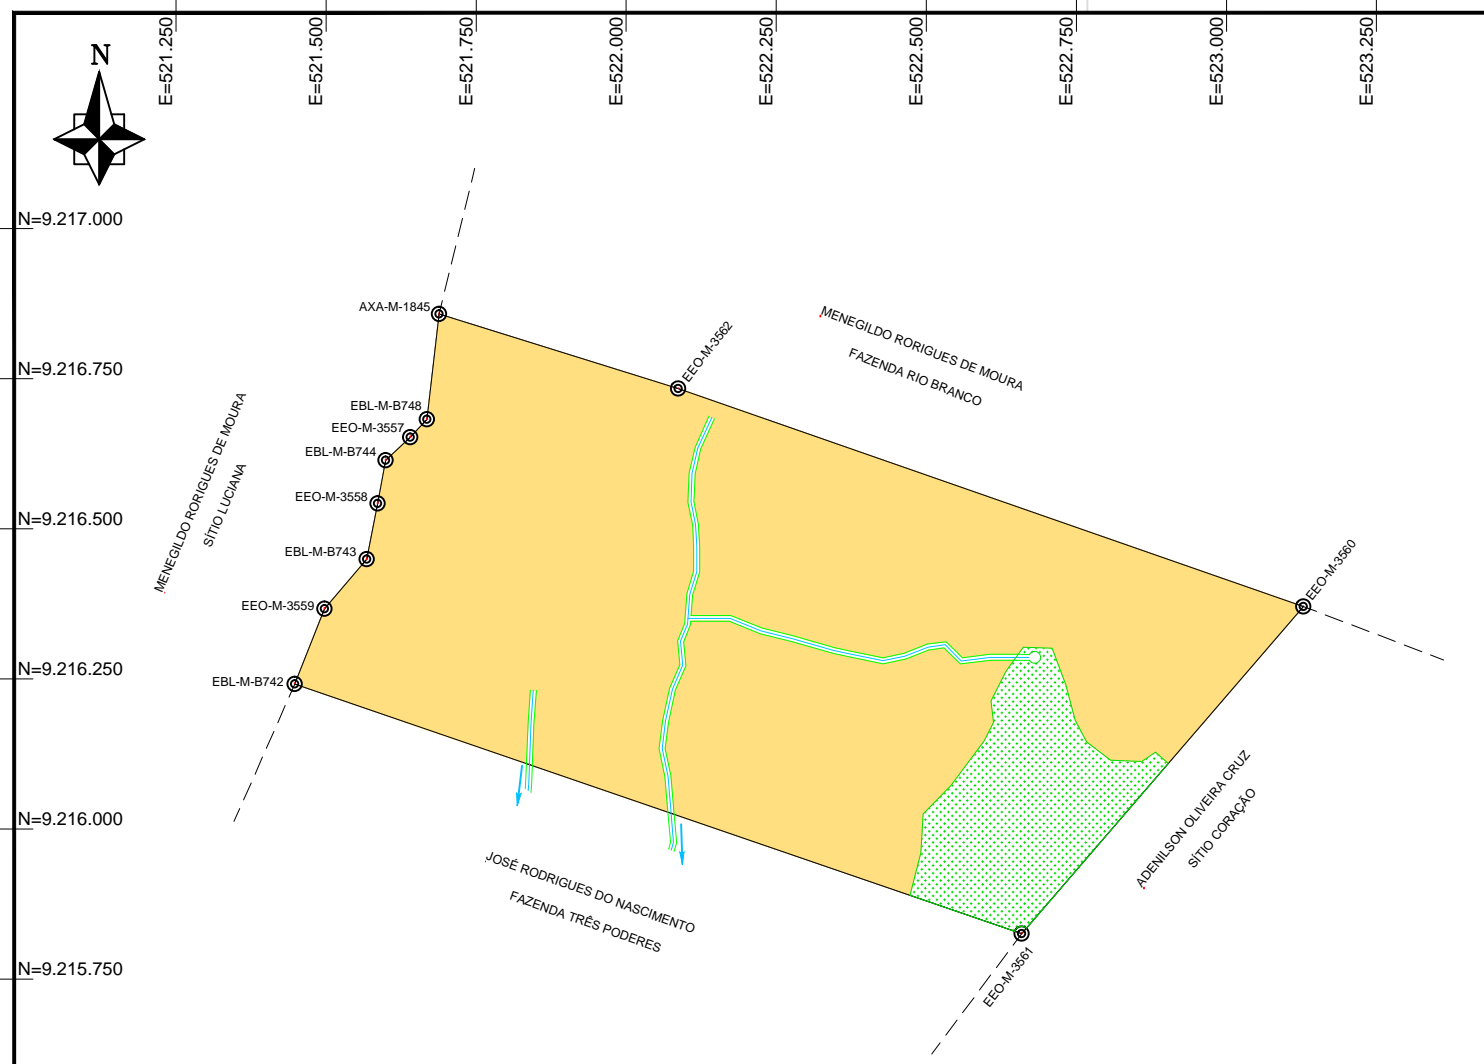 E=521.250
E=521.500
E=521.750
E=522.000
E=522.250
E=522.500
E=522.750
E=523.000
E=523.250
N
N=9.217.000
AXA-M-1845
EEO-M-3562
MENEGILDO RORIGUES DE MOURA
FAZENDA RIO BRANCO
N=9.216.750
EBL-M-B748
EEO-M-3557
EBL-M-B744
MENEGILDO RORIGUES DE MOURA
SÍTIO LUCIANA
EEO-M-3558
N=9.216.500
EBL-M-B743
EEO-M-3560
EEO-M-3559
N=9.216.250
EBL-M-B742
ADENILSON OLIVEIRA CRUZ
SÍTIO CORAÇÃO
N=9.216.000
JOSÉ RODRIGUES DO NASCIMENTO
FAZENDA TRÊS PODERES
N=9.215.750
EEO-M-3561